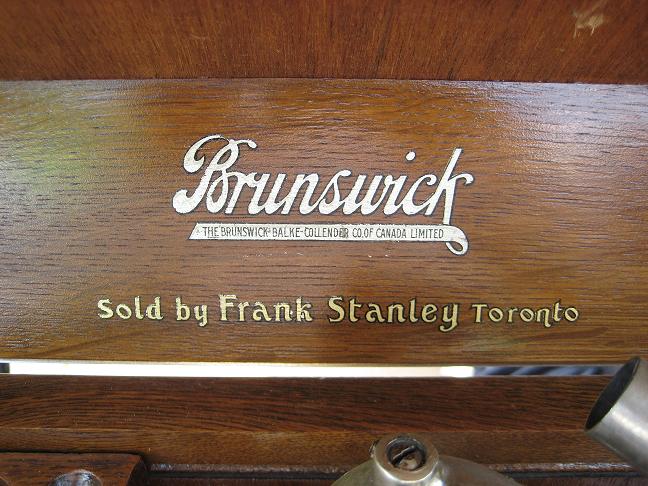 Brunswick
THE BRUNSWICK-BALKE-COLLENDER CO. OF CANADA LIMITED
Sold by Frank Stanley Toronto